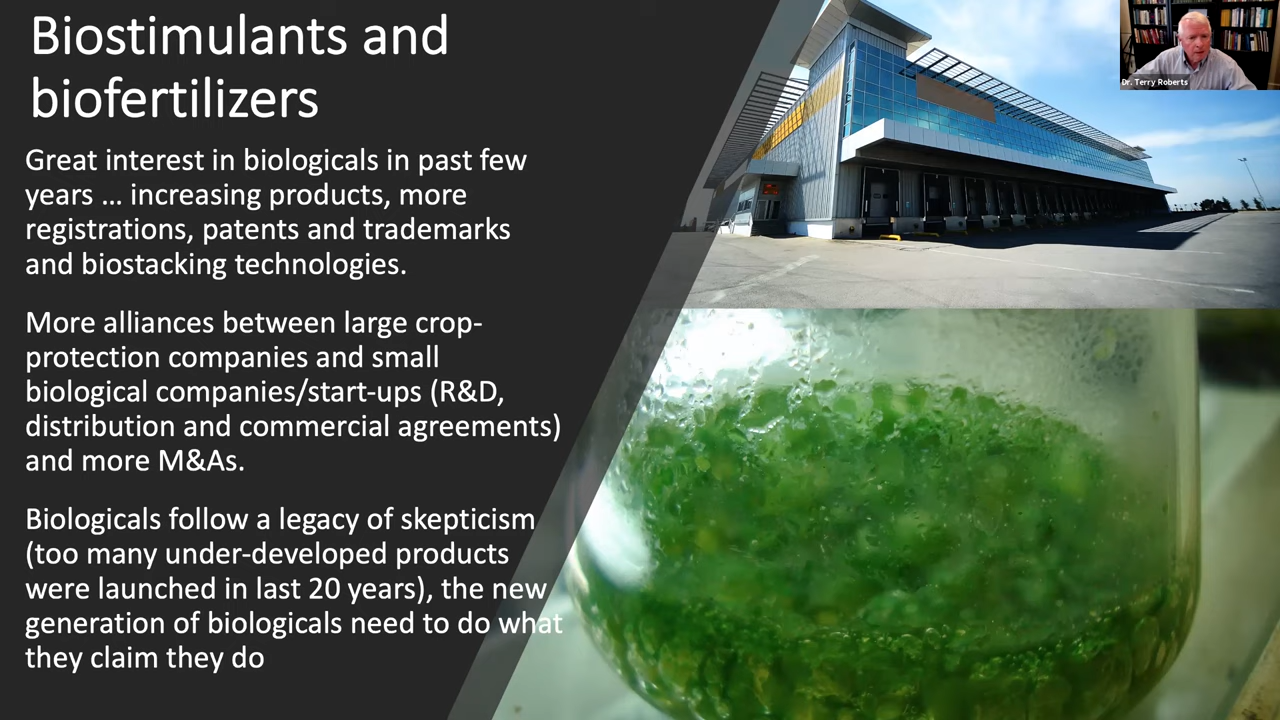 Biostimulants and
biofertilizers
Great interest in biologicals in past few
years … increasing products, more
registrations, patents and trademarks
and biostacking technologies.
More alliances between large crop-
protection companies and small
biological companies/start-ups (R&D,
distribution and commercial agreements)
and more M&As.
Biologicals follow a legacy of skepticism
(too many under-developed products
were launched in last 20 years), the new
generation of biologicals need to do what
they claim they do
Dr. Terry Roberts